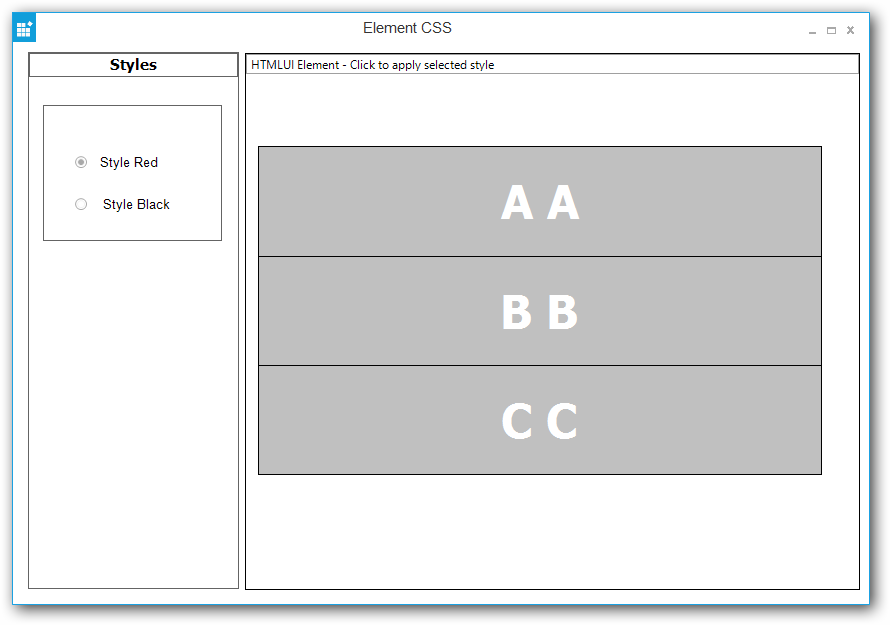 Element CSS
Styles
Style Red
Style Black
HTMLUI Element - Click to apply selected style
A A
B B
C C